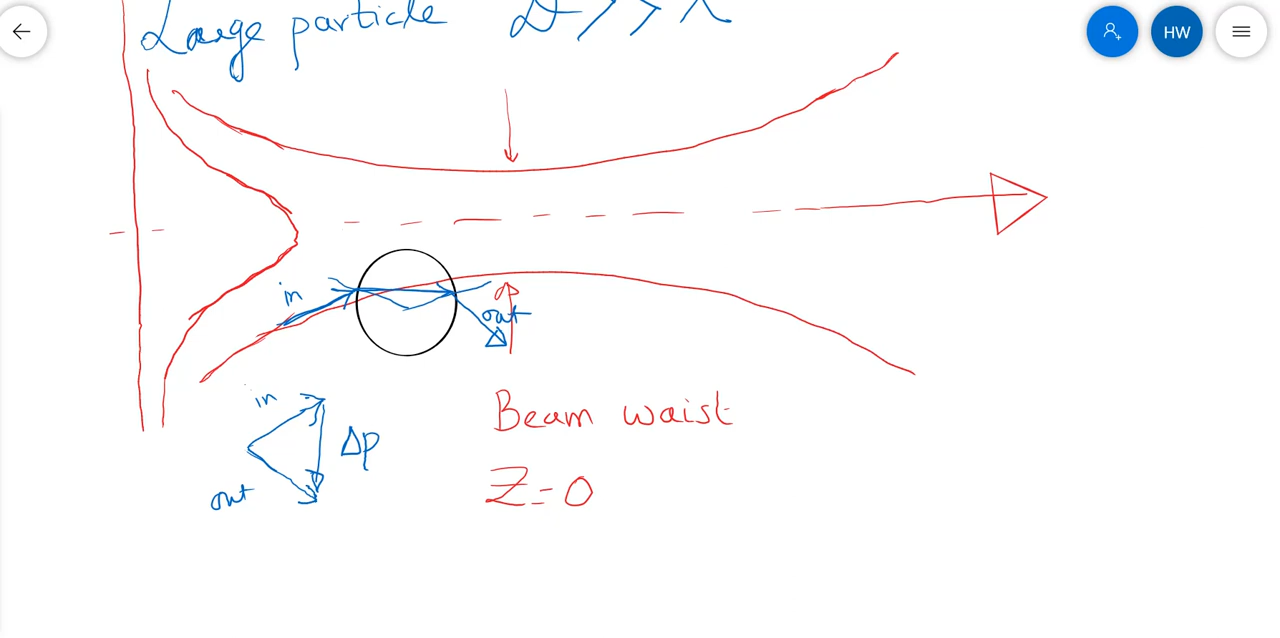 Large particle D >> λ
HW
in
out
in
Δp
out
Beam waist
Z = 0